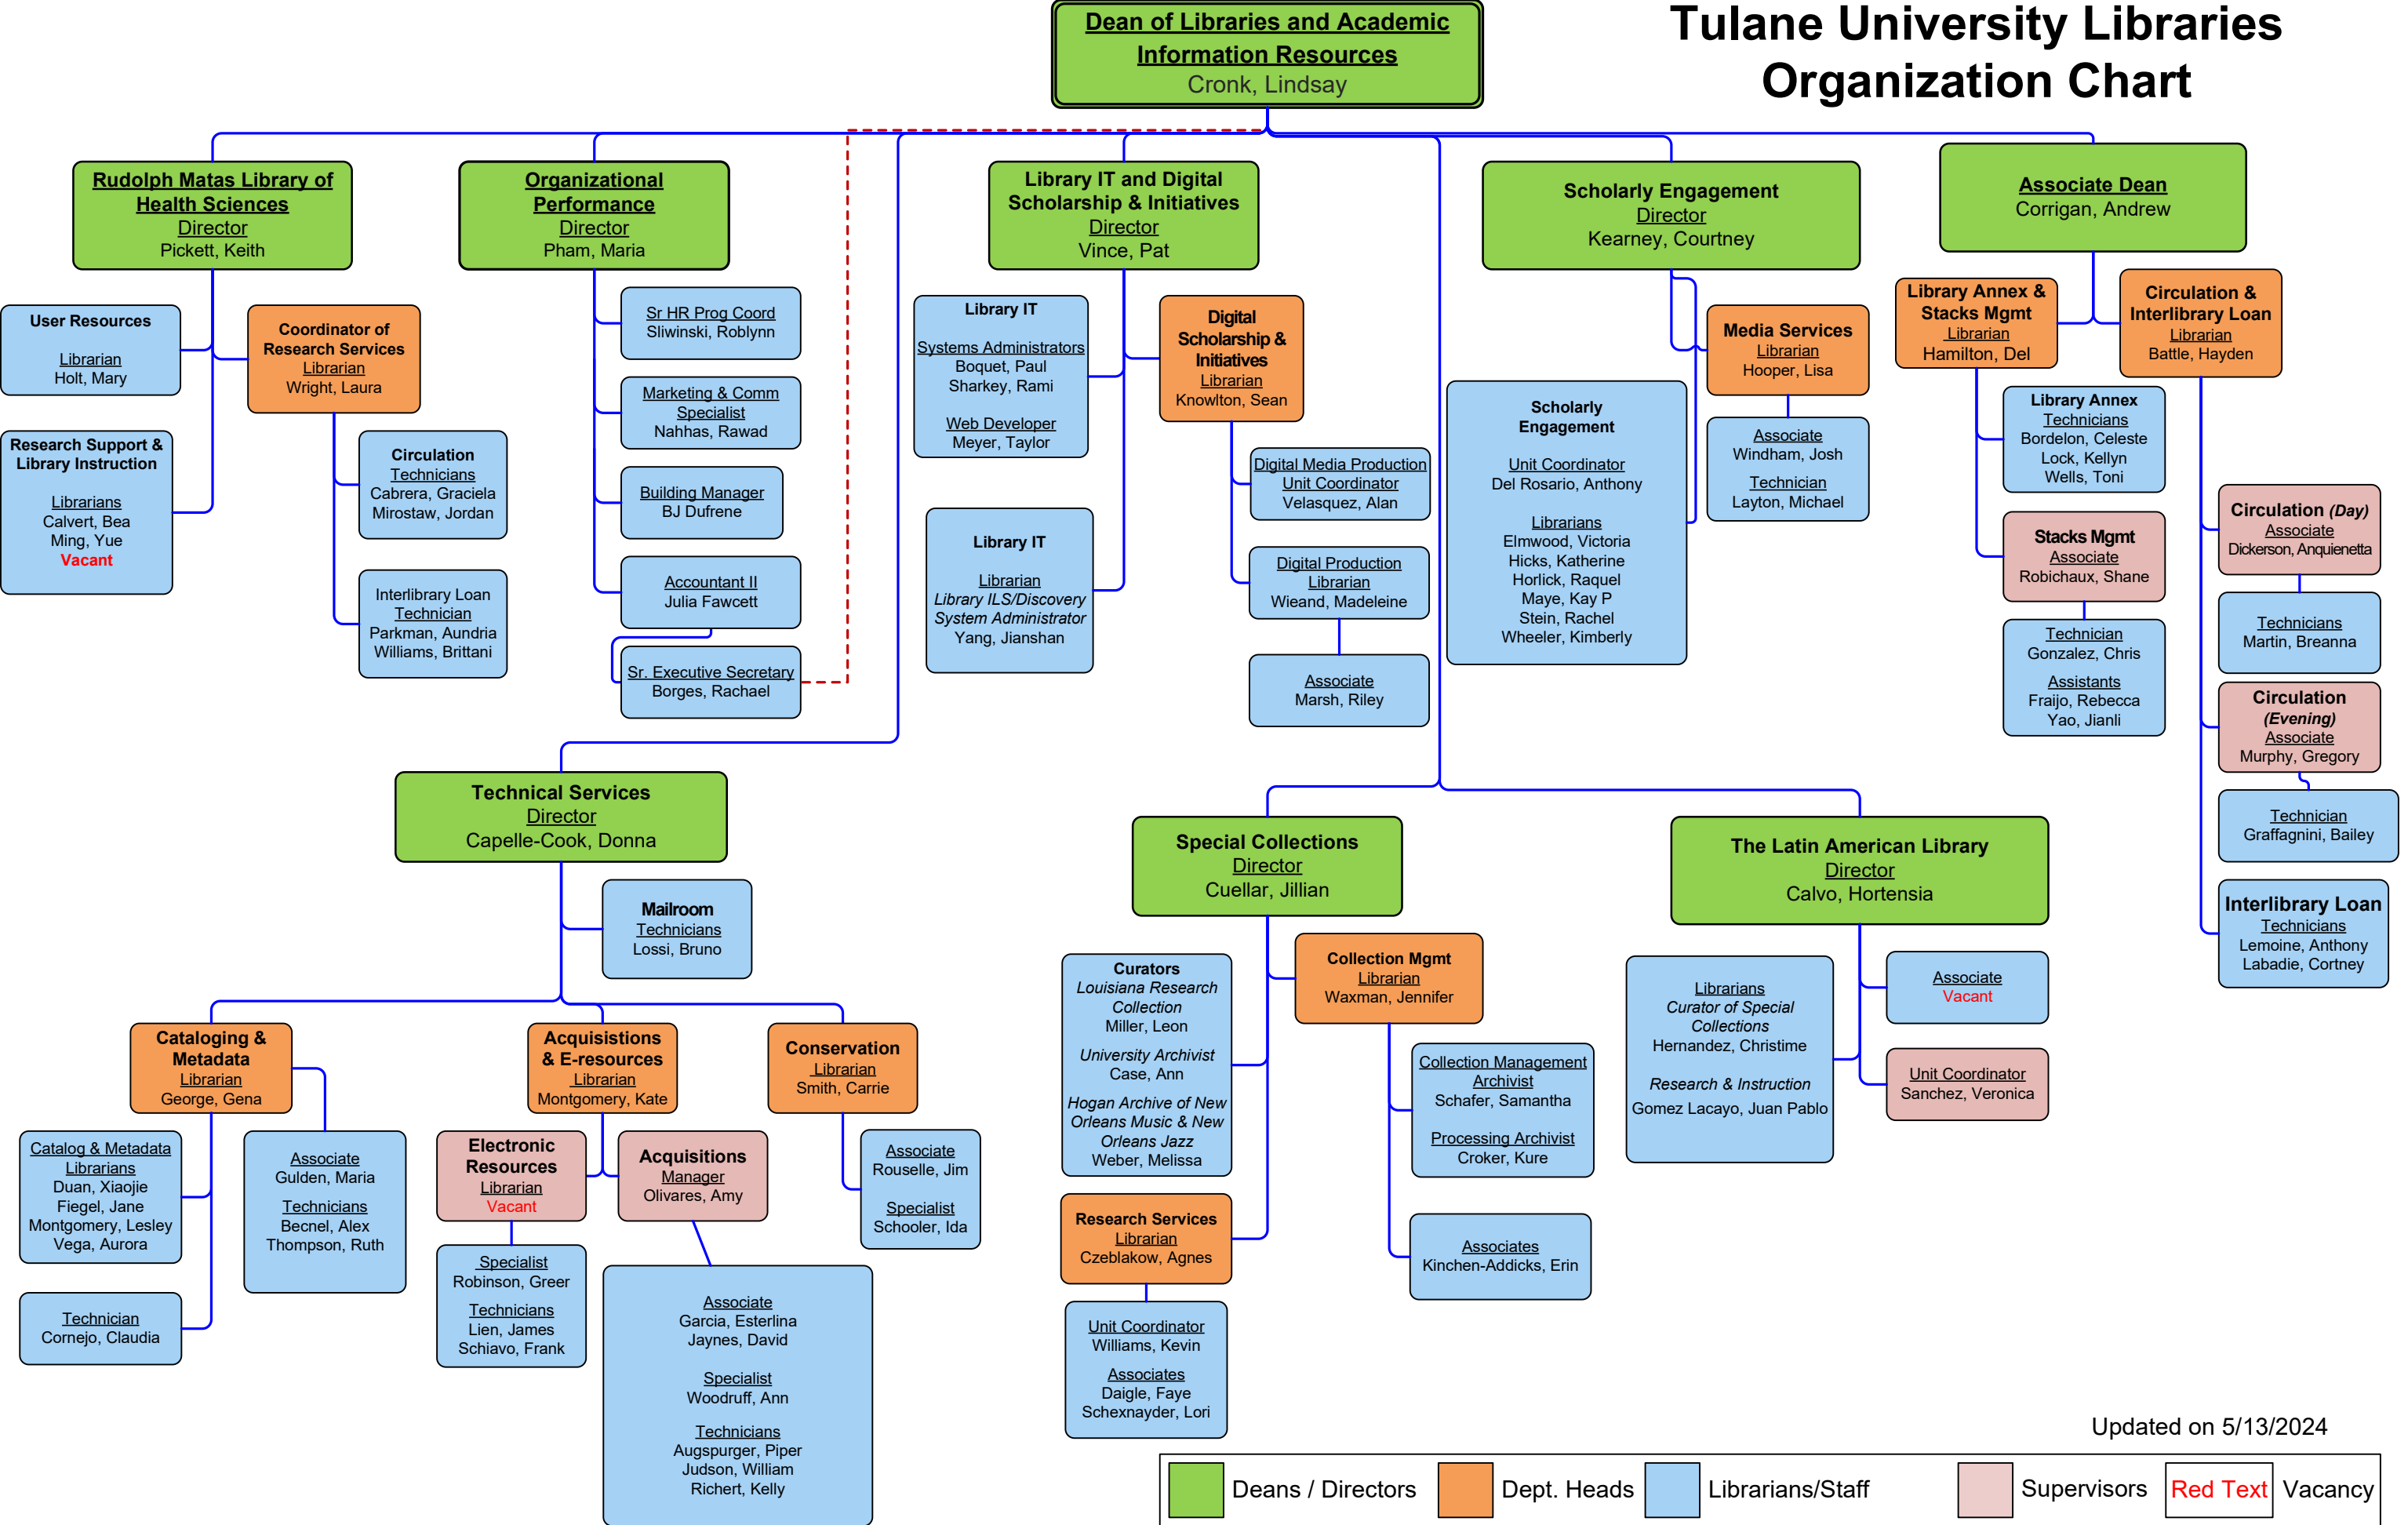 Tulane University Libraries
Organization Chart
Dean of Libraries and Academic
Information Resources
Cronk, Lindsay
Rudolph Matas Library of
Health Sciences
Director
Pickett, Keith
User Resources
Librarian
Holt, Mary
Research Support &
Library Instruction
Librarians
Calvert, Bea
Ming, Yue
Vacant
Coordinator of
Research Services
Librarian
Wright, Laura
Circulation
Technicians
Cabrera, Graciela
Mirostaw, Jordan
Interlibrary Loan
Technician
Parkman, Aundria
Williams, Brittani
Organizational
Performance
Director
Pham, Maria
Sr HR Prog Coord
Sliwinski, Roblynn
Marketing & Comm
Specialist
Nahhas, Rawad
Building Manager
BJ Dufrene
Accountant II
Julia Fawcett
Sr. Executive Secretary
Borges, Rachael
Library IT and Digital
Scholarship & Initiatives
Director
Vince, Pat
Library IT
Systems Administrators
Boquet, Paul
Sharkey, Rami
Web Developer
Meyer, Taylor
Library IT
Librarian
Library ILS/Discovery
System Administrator
Yang, Jianshan
Digital
Scholarship &
Initiatives
Librarian
Knowlton, Sean
Digital Media Production
Unit Coordinator
Velasquez, Alan
Digital Production
Librarian
Wieand, Madeleine
Associate
Marsh, Riley
Scholarly Engagement
Director
Kearney, Courtney
Scholarly
Engagement
Unit Coordinator
Del Rosario, Anthony
Librarians
Elmwood, Victoria
Hicks, Katherine
Horlick, Raquel
Maye, Kay P
Stein, Rachel
Wheeler, Kimberly
Media Services
Librarian
Hooper, Lisa
Associate
Windham, Josh
Technician
Layton, Michael
Associate Dean
Corrigan, Andrew
Library Annex &
Stacks Mgmt
Librarian
Hamilton, Del
Library Annex
Technicians
Bordelon, Celeste
Lock, Kellyn
Wells, Toni
Stacks Mgmt
Associate
Robichaux, Shane
Technician
Gonzalez, Chris
Assistants
Fraijo, Rebecca
Yao, Jianli
Circulation &
Interlibrary Loan
Librarian
Battle, Hayden
Circulation (Day)
Associate
Dickerson, Anquienetta
Technicians
Martin, Breanna
Circulation
(Evening)
Associate
Murphy, Gregory
Technician
Graffagnini, Bailey
Interlibrary Loan
Technicians
Lemoine, Anthony
Labadie, Cortney
Technical Services
Director
Capelle-Cook, Donna
Mailroom
Technicians
Lossi, Bruno
Cataloging &
Metadata
Librarian
George, Gena
Catalog & Metadata
Librarians
Duan, Xiaojie
Fiegel, Jane
Montgomery, Lesley
Vega, Aurora
Technician
Cornejo, Claudia
Associate
Gulden, Maria
Technicians
Becnel, Alex
Thompson, Ruth
Acquisistions
& E-resources
Librarian
Montgomery, Kate
Electronic
Resources
Librarian
Vacant
Specialist
Robinson, Greer
Technicians
Lien, James
Schiavo, Frank
Acquisitions
Manager
Olivares, Amy
Associate
Garcia, Esterlina
Jaynes, David
Specialist
Woodruff, Ann
Technicians
Augspurger, Piper
Judson, William
Richert, Kelly
Conservation
Librarian
Smith, Carrie
Associate
Rouselle, Jim
Specialist
Schooler, Ida
Special Collections
Director
Cuellar, Jillian
Curators
Louisiana Research
Collection
Miller, Leon
University Archivist
Case, Ann
Hogan Archive of New
Orleans Music & New
Orleans Jazz
Weber, Melissa
Research Services
Librarian
Czeblakow, Agnes
Unit Coordinator
Williams, Kevin
Associates
Daigle, Faye
Schexnayder, Lori
Collection Mgmt
Librarian
Waxman, Jennifer
Collection Management
Archivist
Schafer, Samantha
Processing Archivist
Croker, Kure
Associates
Kinchen-Addicks, Erin
The Latin American Library
Director
Calvo, Hortensia
Librarians
Curator of Special
Collections
Hernandez, Christime
Research & Instruction
Gomez Lacayo, Juan Pablo
Associate
Vacant
Unit Coordinator
Sanchez, Veronica
Updated on 5/13/2024
Deans / Directors
Dept. Heads
Librarians/Staff
Supervisors
Red Text
Vacancy